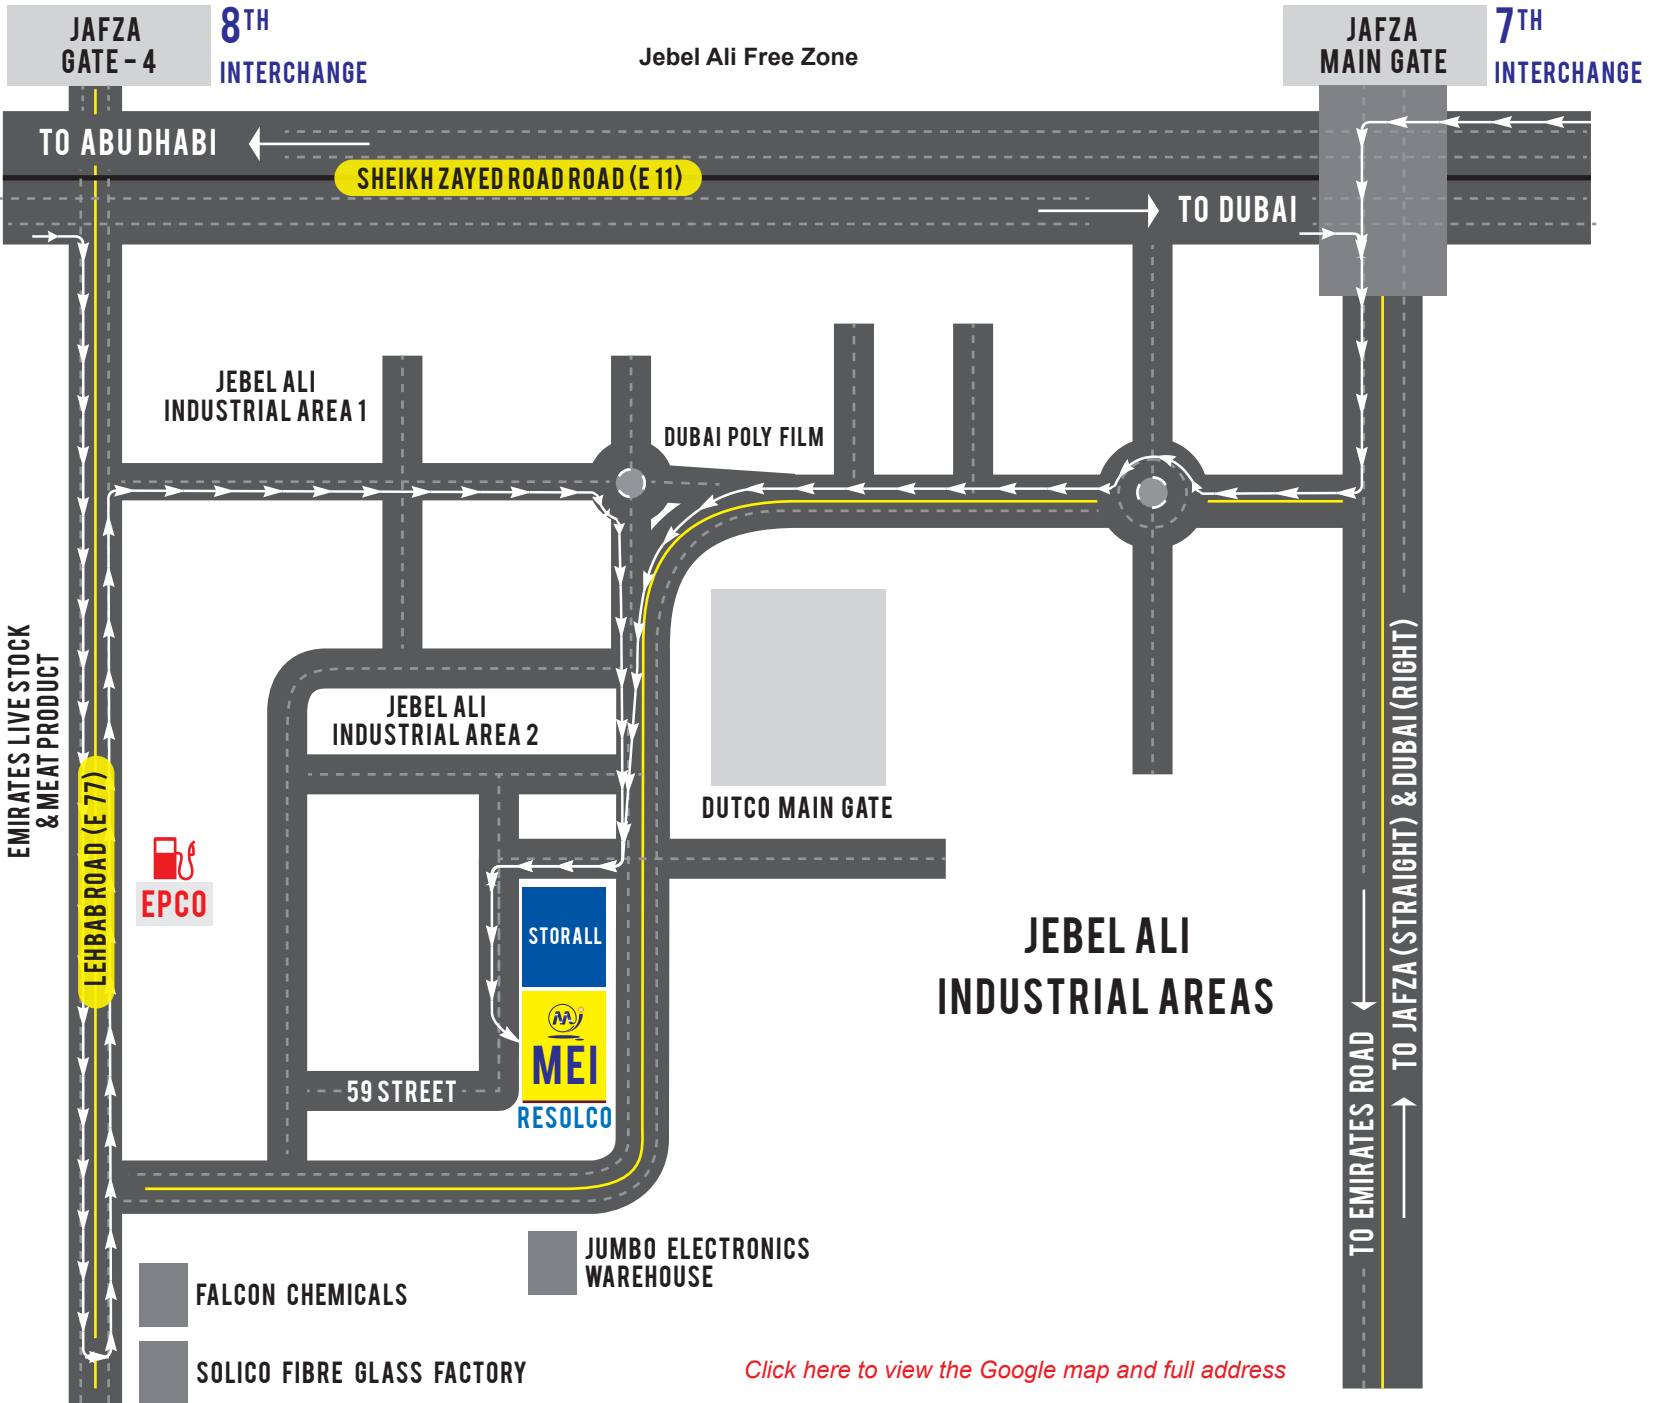 JAFZA
GATE – 4
8TH
INTERCHANGE
Jebel Ali Free Zone
JAFZA
MAIN GATE
7TH
INTERCHANGE
TO ABU DHABI
SHEIKH ZAYED ROAD ROAD (E 11)
TO DUBAI
JEBEL ALI
INDUSTRIAL AREA 1
DUBAI POLY FILM
JEBEL ALI
INDUSTRIAL AREA 2
EMIRATES LIVE STOCK
& MEAT PRODUCT
LEHBAB ROAD (E 77)
EPCO
DUTCO MAIN GATE
STORALL
MEI
RESOLCO
59 STREET
JEBEL ALI
INDUSTRIAL AREAS
TO EMIRATES ROAD
TO JAFZA (STRAIGHT) & DUBAI (RIGHT)
JUMBO ELECTRONICS
WAREHOUSE
FALCON CHEMICALS
SOLICO FIBRE GLASS FACTORY
Click here to view the Google map and full address